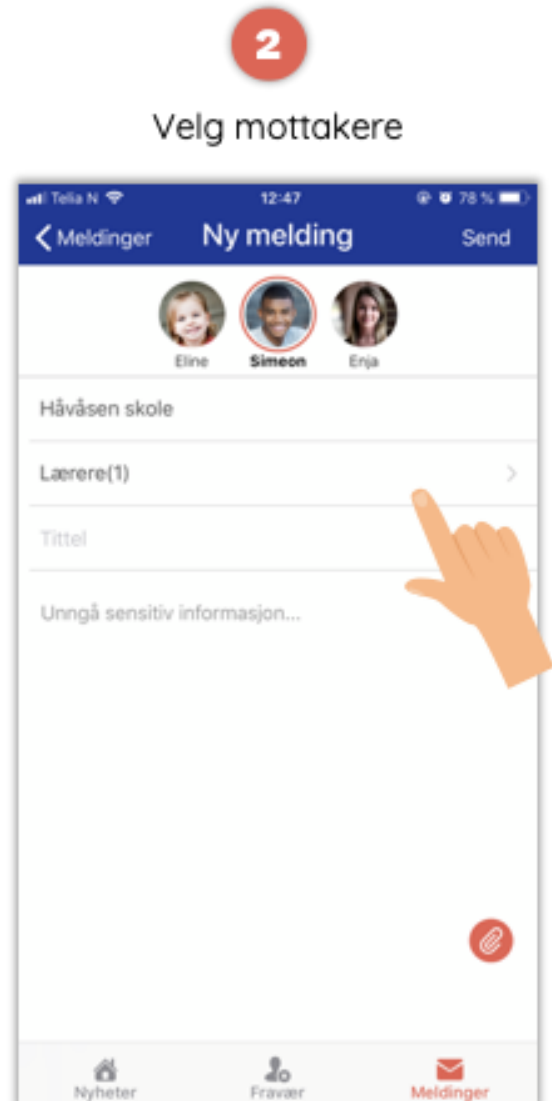 2
Velg mottakere
Telia N 12:47 78 %
Meldinger Ny melding Send
Eline Simeon Enja
Håvåsen skole
Lærere(1)
Tittel
Unngå sensitiv informasjon...
Nyheter Fravær Meldinger